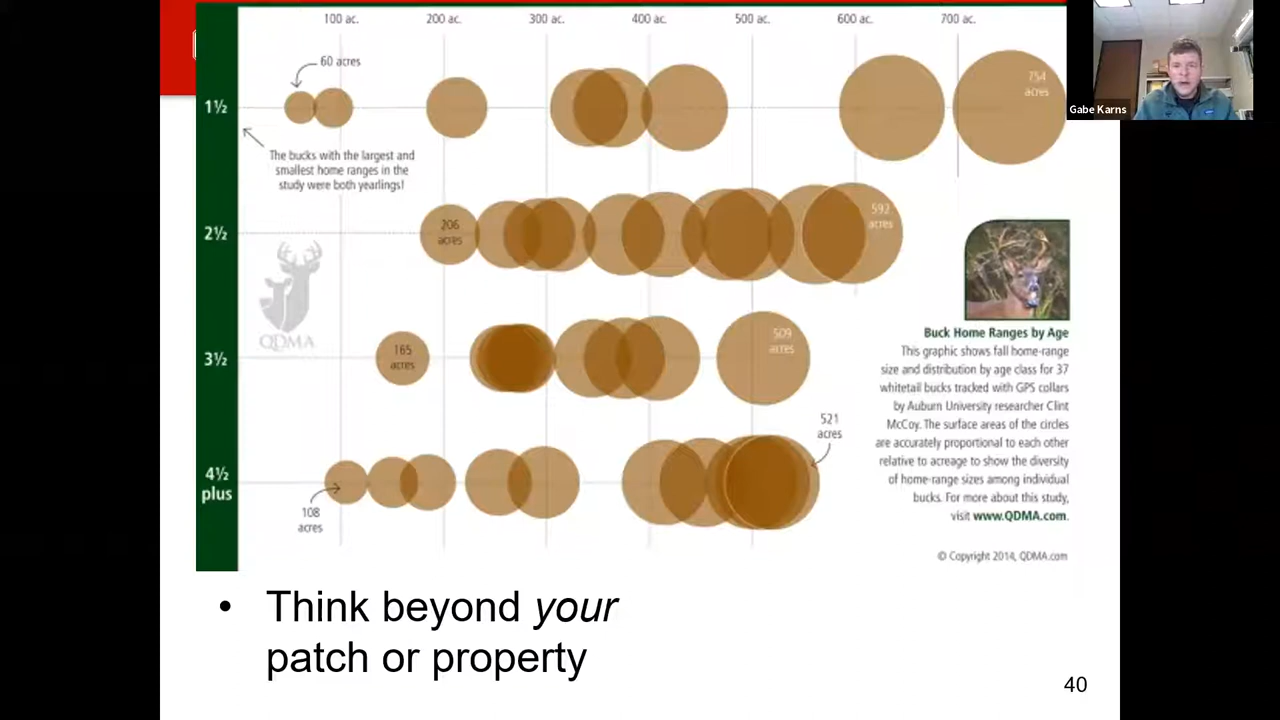 100 ac. 200 ac. 300 ac. 400 ac. 500 ac. 600 ac. 700 ac.
60 acres
754
acres
1½
Gabe Karns
The bucks with the largest and
smallest home ranges in the
study were both yearlings!
2½
206
acres
592
acres
QDMA
3½
165
acres
509
acres
Buck Home Ranges by Age
This graphic shows fall home-range
size and distribution by age class for 37
whitetail bucks tracked with GPS collars
by Auburn University researcher Clint
McCoy. The surface areas of the circles
are accurately proportional to each other
relative to acreage to show the diversity
of home-range sizes among individual
bucks. For more about this study,
visit www.QDMA.com.
4½
plus
108
acres
521
acres
© Copyright 2014, QDMA.com
• Think beyond your
patch or property
40